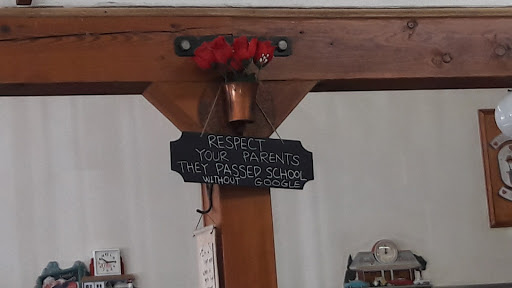 RESPECT
YOUR PARENTS
THEY PASSED SCHOOL
WITHOUT GOOGLE